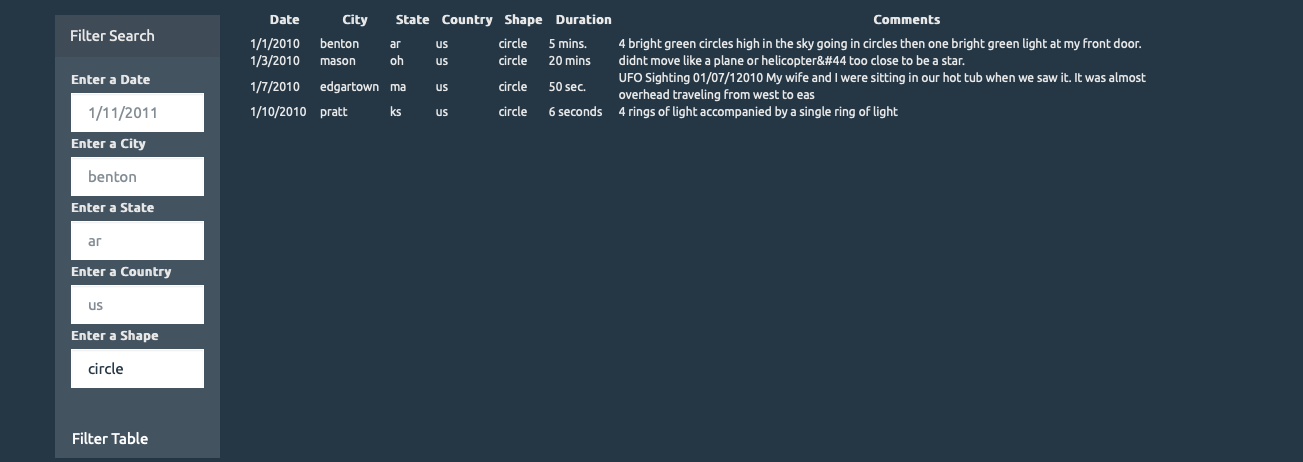 Filter Search
Enter a Date
1/11/2011
Enter a City
benton
Enter a State
ar
Enter a Country
us
Enter a Shape
circle
Filter Table
Date City State Country Shape Duration Comments
1/1/2010 benton ar us circle 5 mins. 4 bright green circles high in the sky going in circles then one bright green light at my front door.
1/3/2010 mason oh us circle 20 mins didnt move like a plane or helicopter&#44 too close to be a star.
1/7/2010 edgartown ma us circle 50 sec. UFO Sighting 01/07/12010 My wife and I were sitting in our hot tub when we saw it. It was almost
overhead traveling from west to eas
1/10/2010 pratt ks us circle 6 seconds 4 rings of light accompanied by a single ring of light